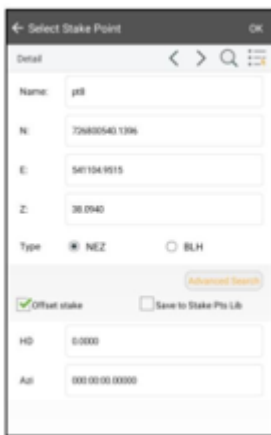 Select Stake Point OK
Detail
Name: pt8
N: 726800540.1396
E: 541104.9515
Z: 38.0940
Type NEZ BLH
Advanced Search
Offset stake Save to Stake Pts Lib
HD 0.0000
Azi 000:00:00.00000